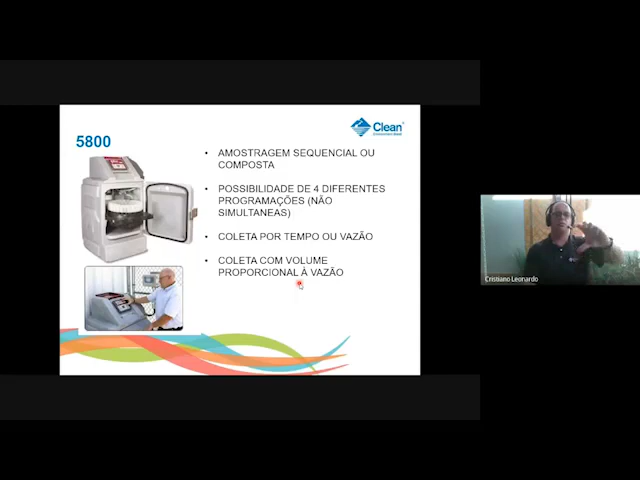 5800
Clean
• AMOSTRAGEM SEQUENCIAL OU
COMPOSTA
• POSSIBILIDADE DE 4 DIFERENTES
PROGRAMAÇÕES (NÃO
SIMULTANEAS)
• COLETA POR TEMPO OU VAZÃO
• COLETA COM VOLUME
PROPORCIONAL À VAZÃO
Cristiano Leonardo